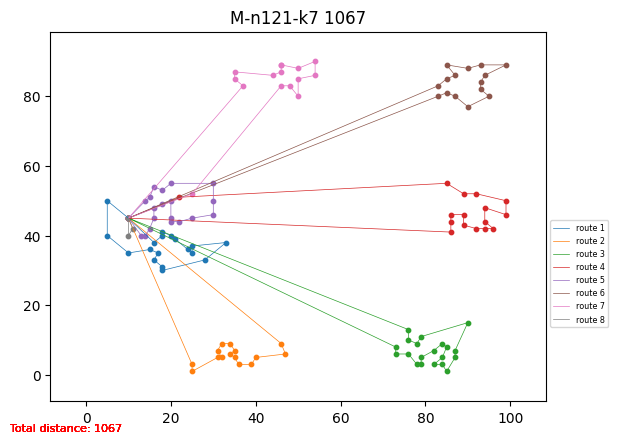 M-n121-k7 1067
80
60
40
20
0
0 20 40 60 80 100
route 1
route 2
route 3
route 4
route 5
route 6
route 7
route 8
Total distance: 1067